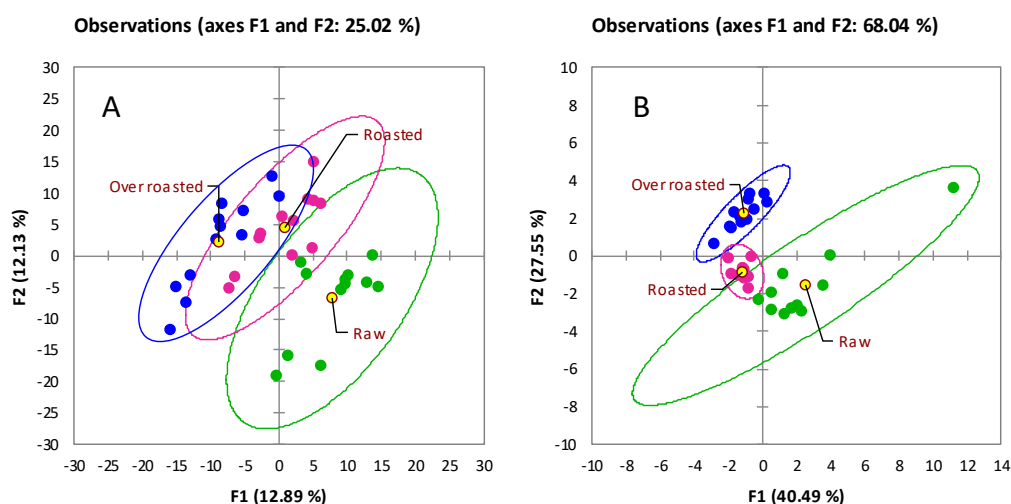 Observations (axes F1 and F2: 25.02 %)
30
25
20
15
10
5
0
-5
-10
-15
-20
-25
-30
F2 (12.13 %)
A
Roasted
Over roasted
Raw
-30 -25 -20 -15 -10 -5 0 5 10 15 20 25 30
F1 (12.89 %)
Observations (axes F1 and F2: 68.04 %)
10
8
6
4
2
0
-2
-4
-6
-8
-10
F2 (27.55 %)
B
Over roasted
Roasted
Raw
-10 -8 -6 -4 -2 0 2 4 6 8 10 12 14
F1 (40.49 %)